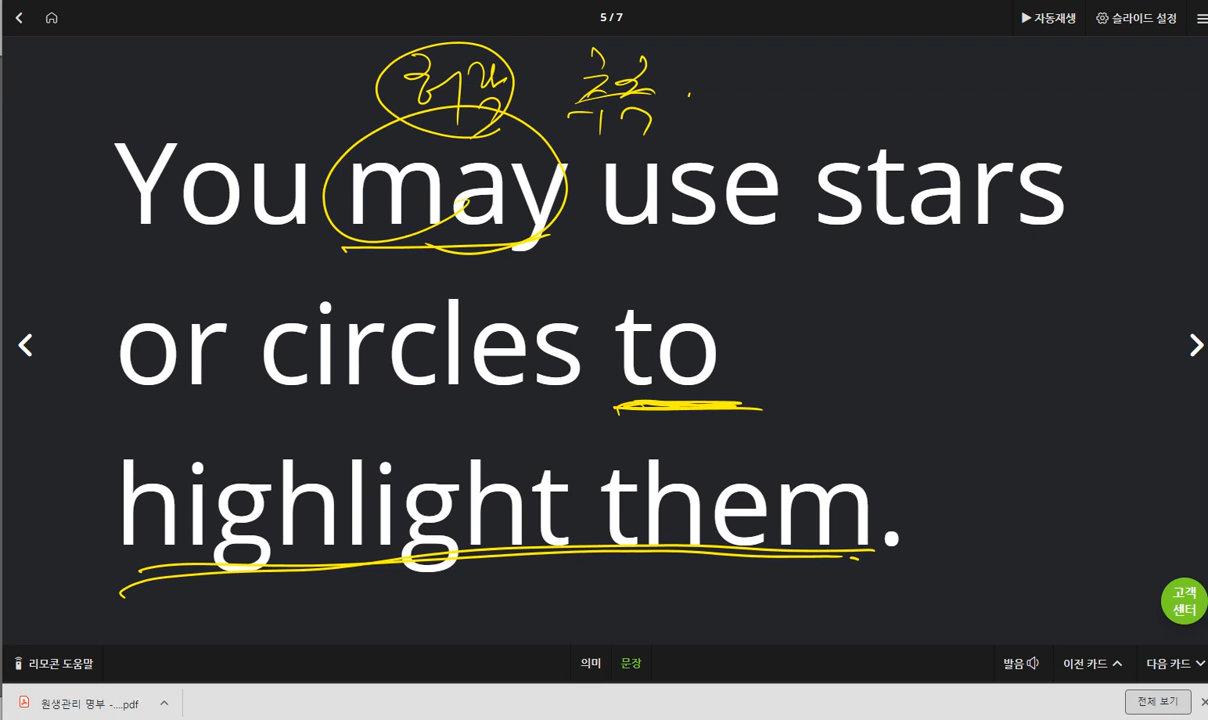 5 / 7
▶ 자동재생
슬라이드 설정
허락
You may use stars
or circles to
highlight them.
고객
센터
리모콘 도움말
의미
문장
발음
이전 카드
다음 카드
원생관리 명부 -....pdf
전체 보기